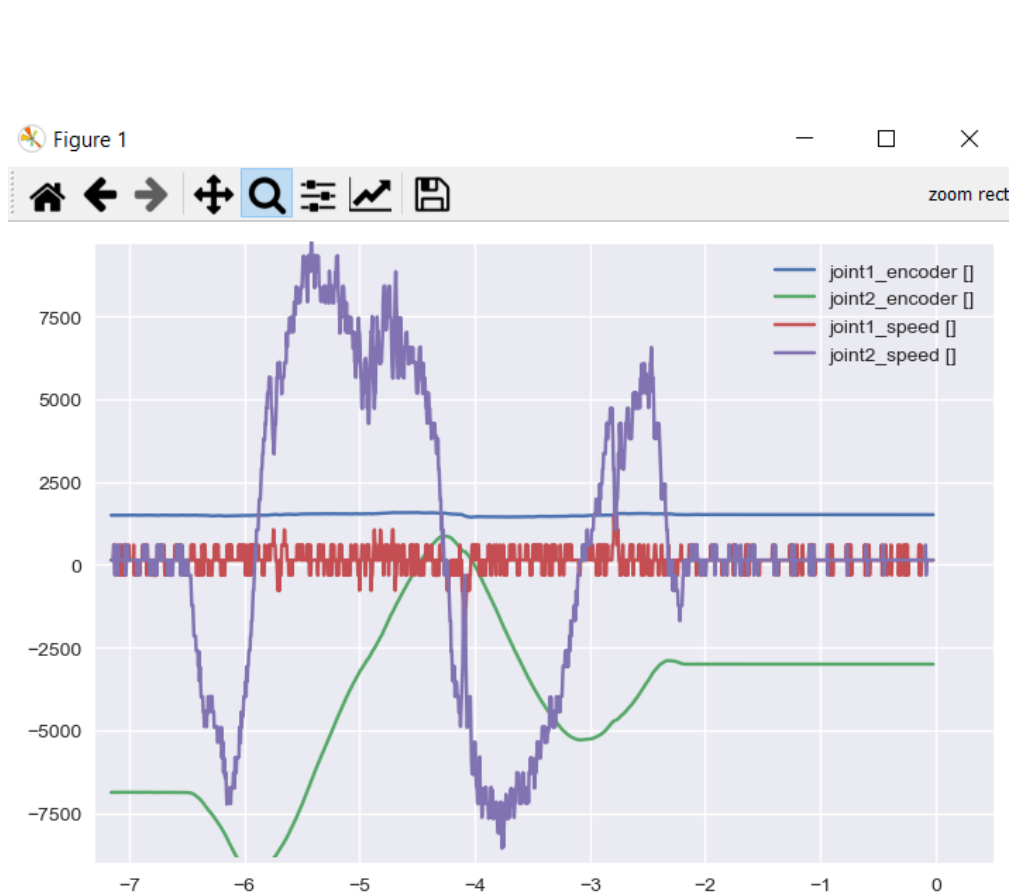 Figure 1
zoom rect
joint1_encoder []
joint2_encoder []
joint1_speed []
joint2_speed []
7500
5000
2500
0
−2500
−5000
−7500
−7 −6 −5 −4 −3 −2 −1 0